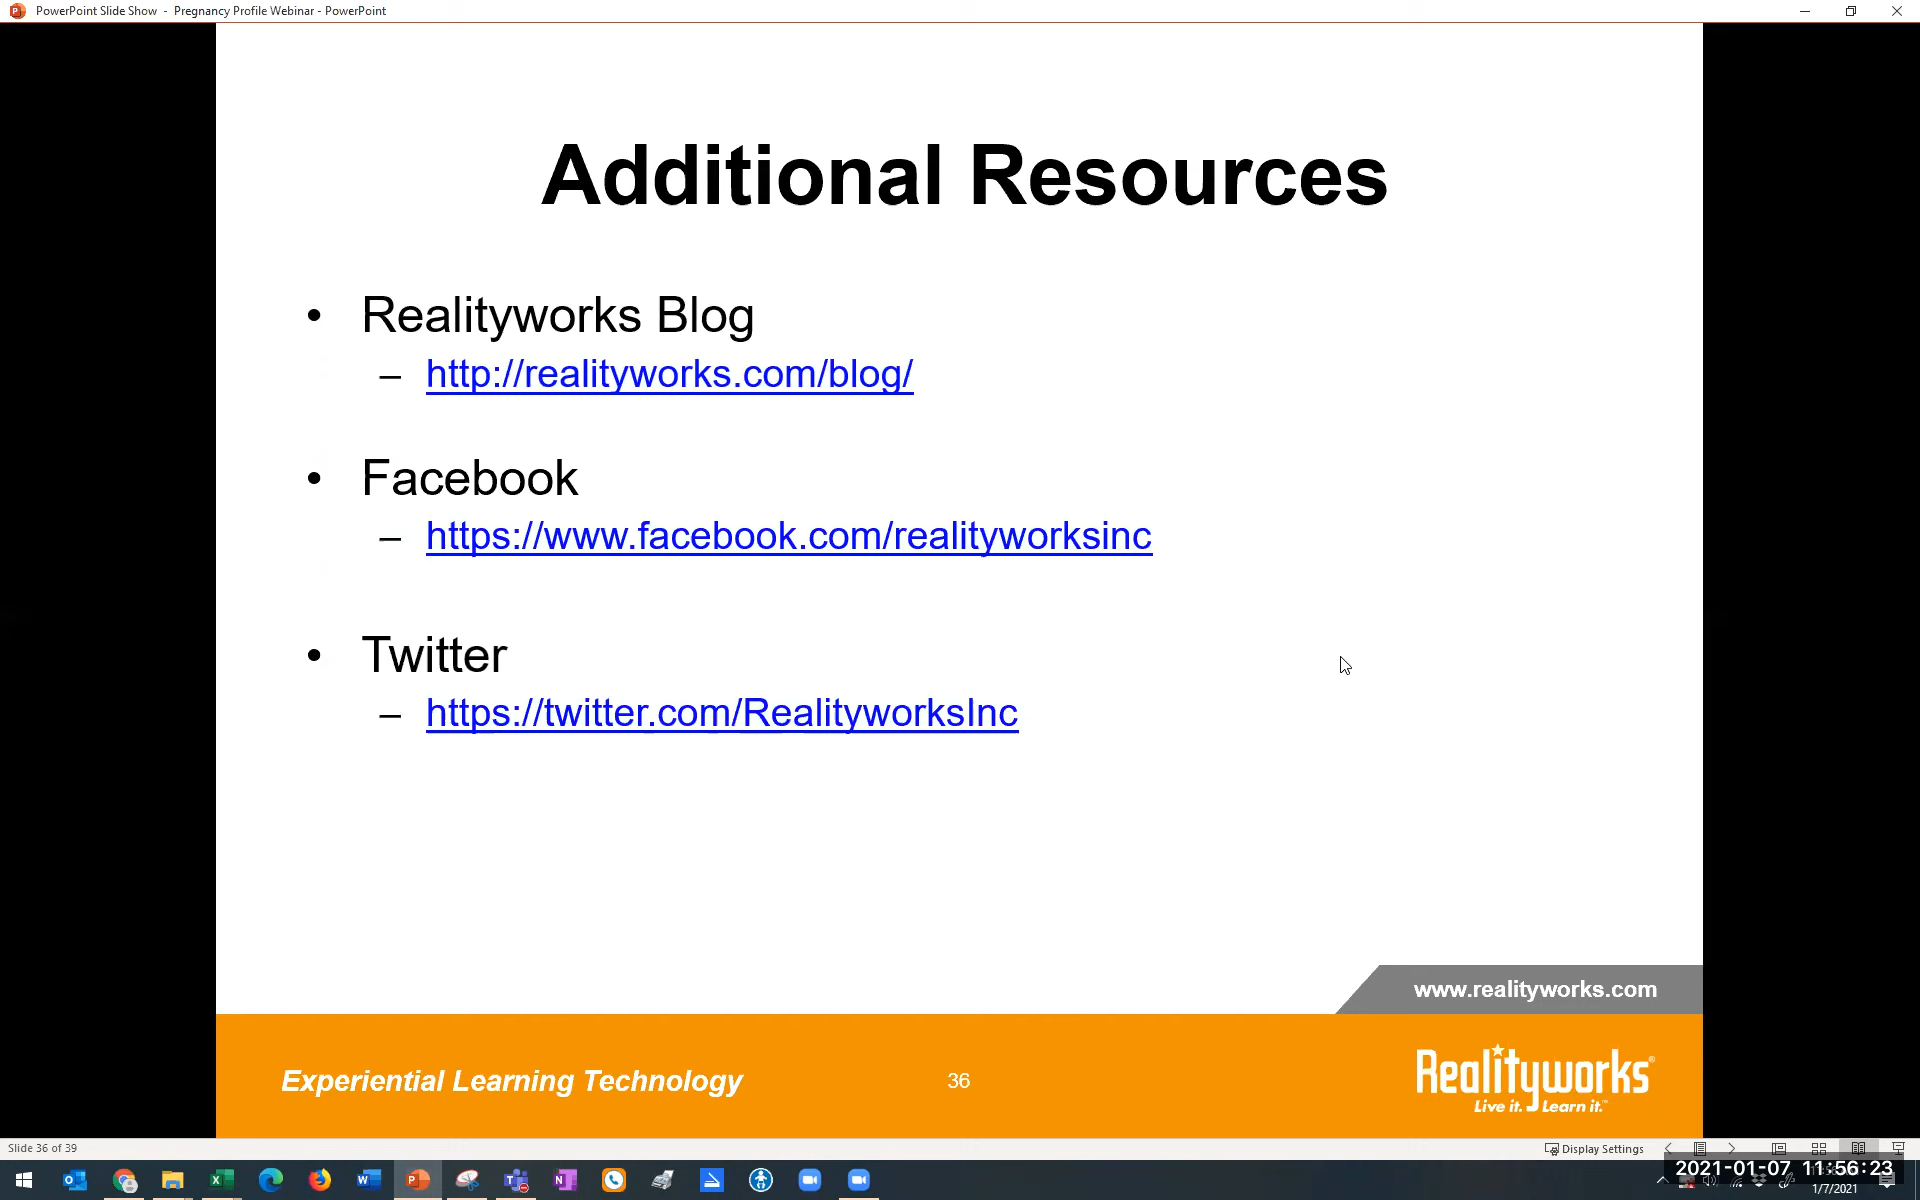 PowerPoint Slide Show - Pregnancy Profile Webinar - PowerPoint
Additional Resources
• Realityworks Blog
– http://realityworks.com/blog/
• Facebook
– https://www.facebook.com/realityworksinc
• Twitter
– https://twitter.com/RealityworksInc
www.realityworks.com
Experiential Learning Technology
36
Realityworks®
Live it. Learn it.™
Slide 36 of 39
Display Settings
2021-01-07 11:56:23
1/7/2021